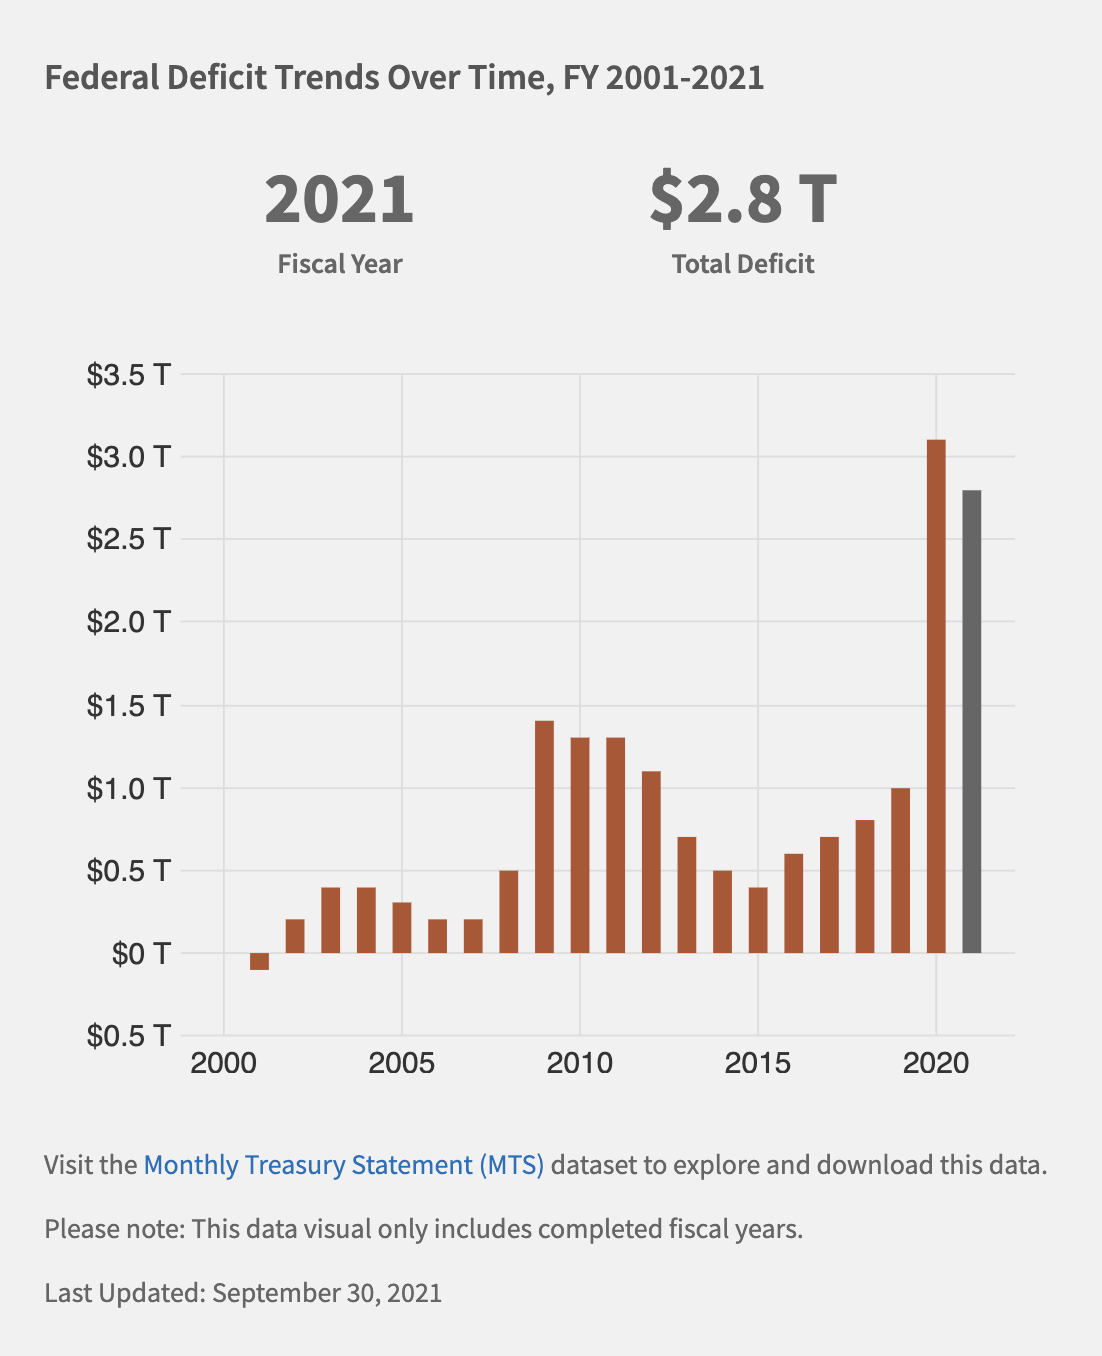 Federal Deficit Trends Over Time, FY 2001-2021
2021
Fiscal Year
$2.8 T
Total Deficit
$3.5 T
$3.0 T
$2.5 T
$2.0 T
$1.5 T
$1.0 T
$0.5 T
$0 T
$0.5 T
2000 2005 2010 2015 2020
Visit the Monthly Treasury Statement (MTS) dataset to explore and download this data.
Please note: This data visual only includes completed fiscal years.
Last Updated: September 30, 2021